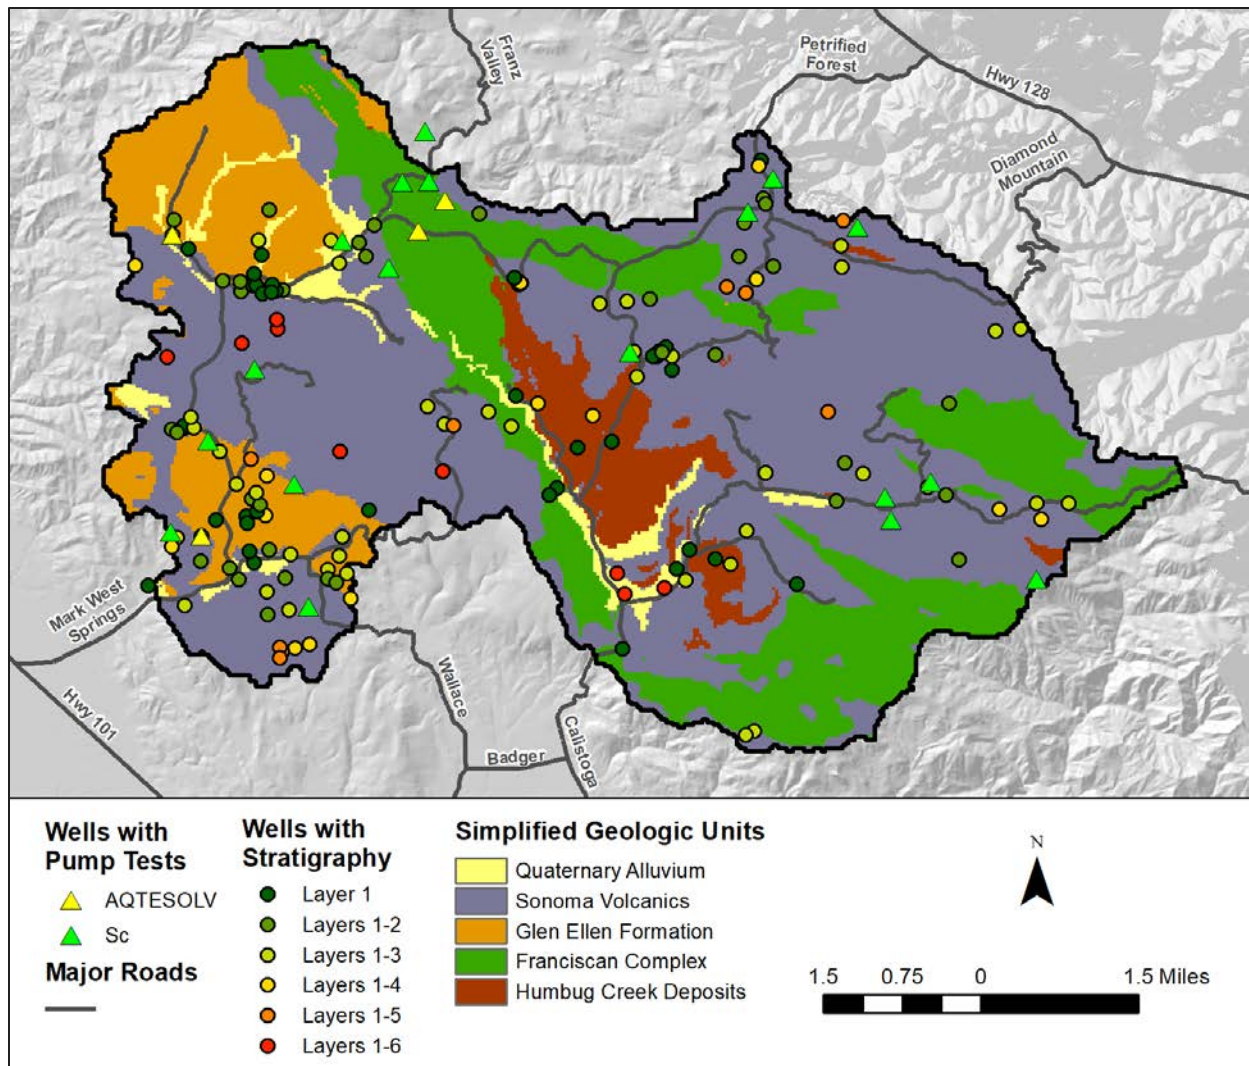 Franz
Valley
Petrified
Forest
Hwy 128
Diamond
Mountain
Mark West
Springs
Hwy 101
Wallace
Badger
Calistoga
Wells with
Pump Tests
AQTESOLV
Sc
Major Roads
Wells with
Stratigraphy
Layer 1
Layers 1-2
Layers 1-3
Layers 1-4
Layers 1-5
Layers 1-6
Simplified Geologic Units
Quaternary Alluvium
Sonoma Volcanics
Glen Ellen Formation
Franciscan Complex
Humbug Creek Deposits
N
1.5 0.75 0 1.5 Miles